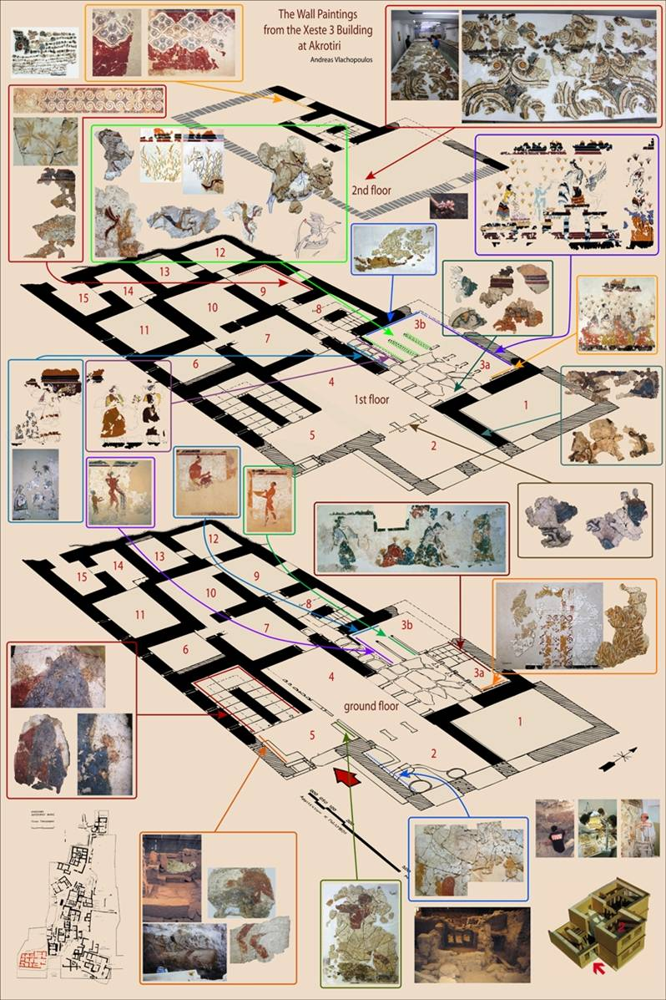 The Wall Paintings
from the Xeste 3 Building
at Akrotiri
Andreas Vlachopoulos
2nd floor
12
13
14
15
9
10
8
11
7
3b
6
3a
4
1st floor
1
5
2
12
13
14
15
9
10
8
11
7
3b
6
3a
4
ground floor
1
5
2
2